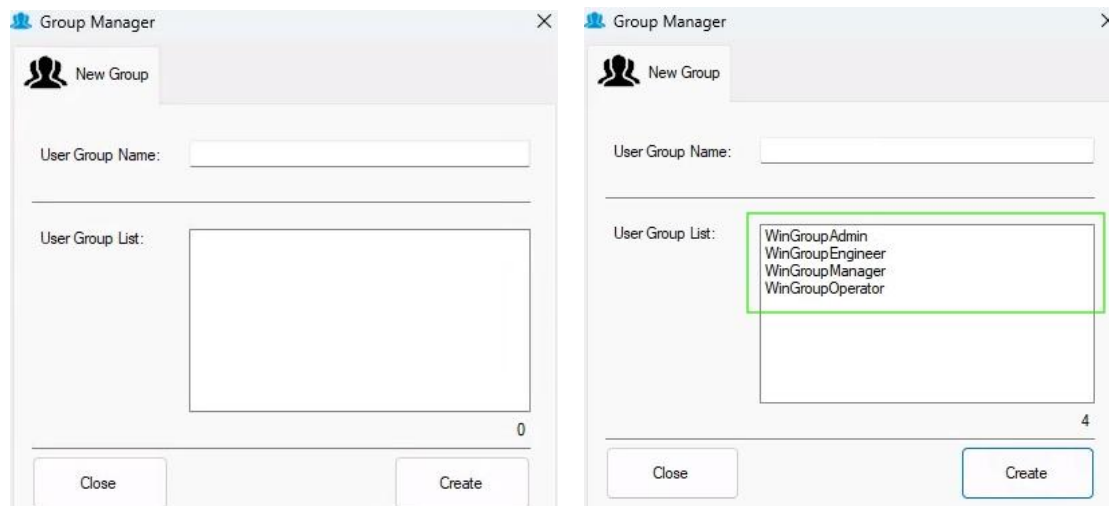 Group Manager
New Group
User Group Name:
User Group List:
0
Close
Create
Group Manager
New Group
User Group Name:
User Group List:
WinGroupAdmin
WinGroupEngineer
WinGroupManager
WinGroupOperator
4
Close
Create